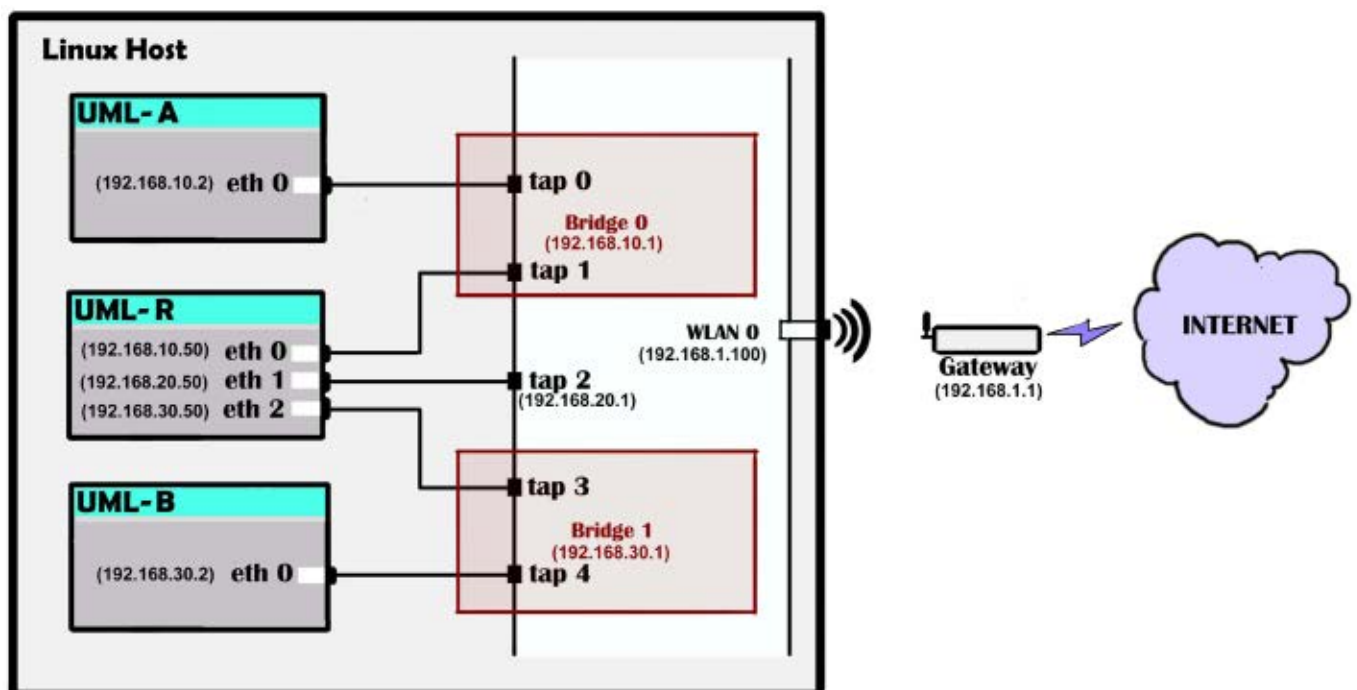 Linux Host
UML- A
(192.168.10.2) eth 0
tap 0
Bridge 0
(192.168.10.1)
tap 1
UML- R
(192.168.10.50) eth 0
(192.168.20.50) eth 1
(192.168.30.50) eth 2
tap 2
(192.168.20.1)
WLAN 0
(192.168.1.100)
Gateway
(192.168.1.1)
INTERNET
UML- B
(192.168.30.2) eth 0
tap 3
Bridge 1
(192.168.30.1)
tap 4